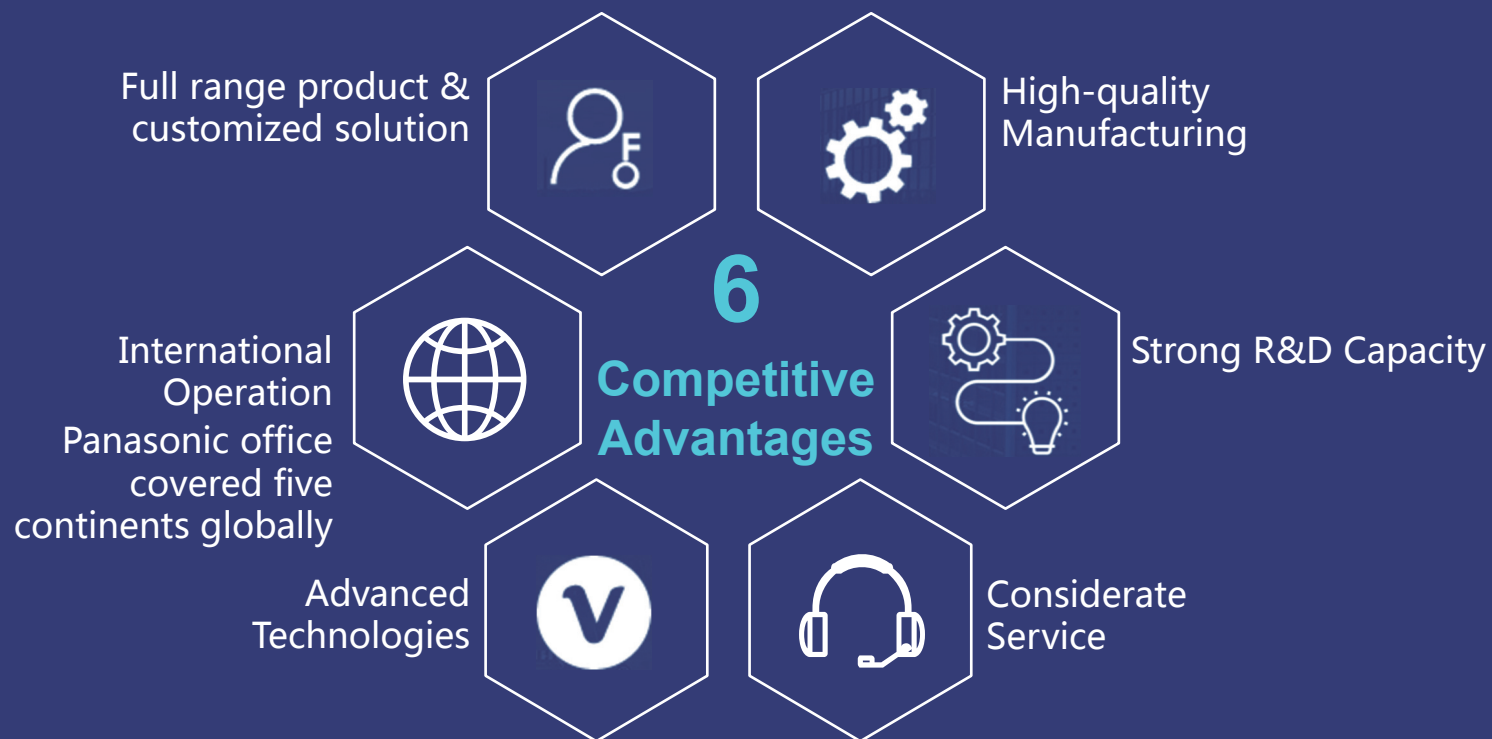 Full range product &
customized solution
High-quality
Manufacturing
6
Competitive
Advantages
International
Operation
Panasonic office
covered five
continents globally
Strong R&D Capacity
Advanced
Technologies
V
Considerate
Service